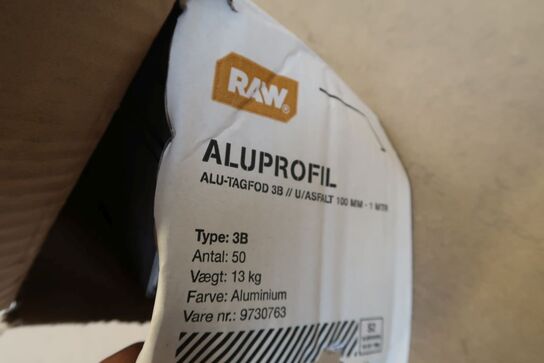 RAW®
ALUPROFIL
ALU-TAGFOD 3B // U/ASFALT 100 MM - 1 MTR
Type: 3B
Antal: 50
Vægt: 13 kg
Farve: Aluminium
Vare nr.: 9730763
S2